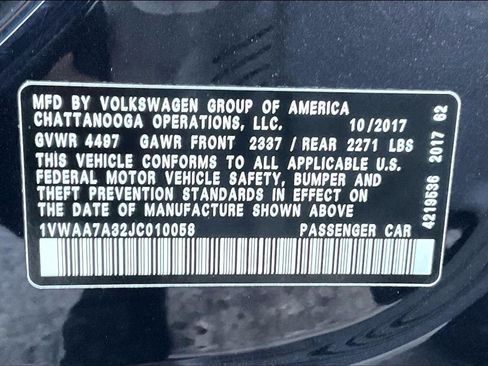 MFD BY VOLKSWAGEN GROUP OF AMERICA
CHATTANOOGA OPERATIONS, LLC. 10/2017
GVWR 4497 GAWR FRONT 2337 / REAR 2271 LBS
THIS VEHICLE CONFORMS TO ALL APPLICABLE U.S.
FEDERAL MOTOR VEHICLE SAFETY, BUMPER AND
THEFT PREVENTION STANDARDS IN EFFECT ON
THE DATE OF MANUFACTURE SHOWN ABOVE
1VWAA7A32JC010058 PASSENGER CAR
4219636 2017 62